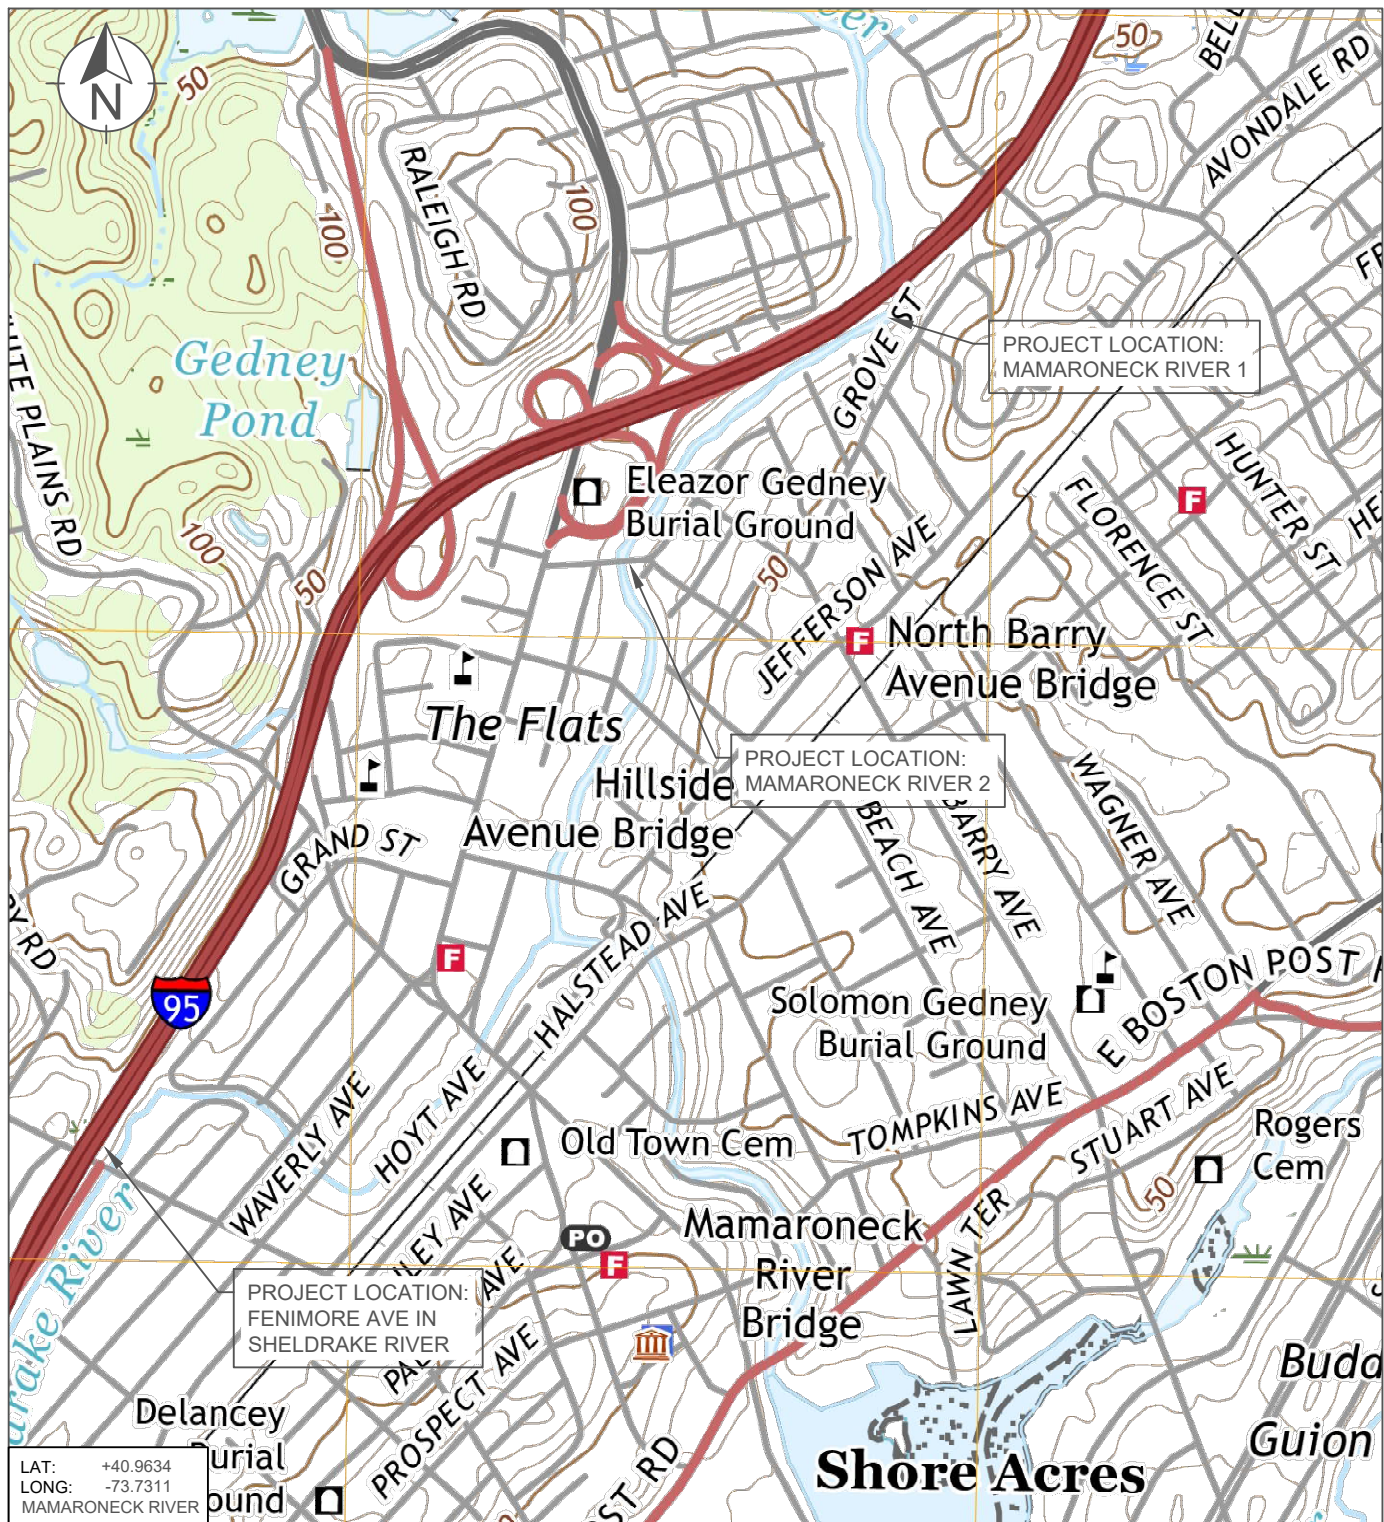 50
BELL
AVONDALE RD
N
50
RALEIGH RD
100
100
PROJECT LOCATION:
MAMARONECK RIVER 1
GROVE ST
Gedney
Pond
PLAINS RD
HUNTER ST
FLORENCE ST
F
Eleazor Gedney
Burial Ground
100
50
50
JEFFERSON AVE
F
North Barry
Avenue Bridge
The Flats
PROJECT LOCATION:
MAMARONECK RIVER 2
Hillside
Avenue Bridge
WAGNER AVE
BEACH AVE
BARRY AVE
GRAND ST
HALSTEAD AVE
F
95
Solomon Gedney
Burial Ground
E BOSTON POST
TOMPKINS AVE
STUART AVE
WAVERLY AVE
HOYT AVE
Old Town Cem
Rogers
Cem
50
AVE
PO
F
Mamaroneck
River
Bridge
LAWN TER
River
AVE
PROJECT LOCATION:
FENIMORE AVE IN
SHELDRAKE RIVER
PROSPECT AVE
Delancey
Guion
Shore Acres
LAT: +40.9634
LONG: -73.7311
MAMARONECK RIVER
RD